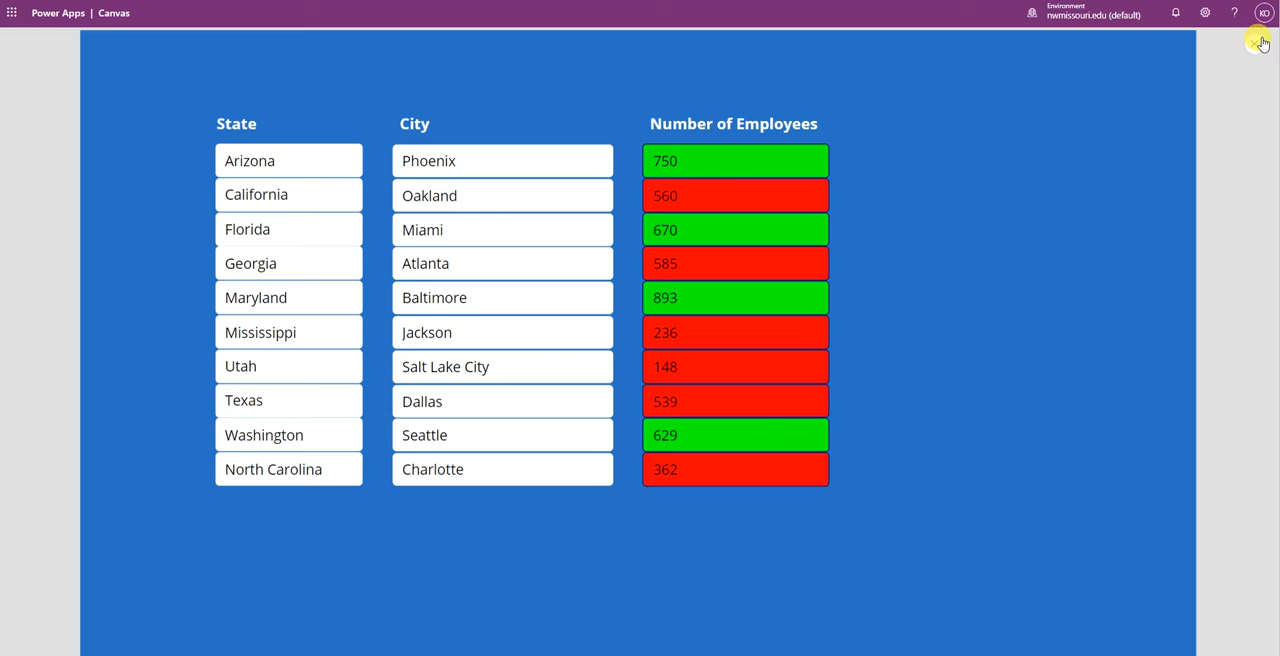 Power Apps | Canvas
Environment
nwmissouri.edu (default)
?
KO
State City Number of Employees
Arizona Phoenix 750
California Oakland 560
Florida Miami 670
Georgia Atlanta 585
Maryland Baltimore 893
Mississippi Jackson 236
Utah Salt Lake City 148
Texas Dallas 539
Washington Seattle 629
North Carolina Charlotte 362